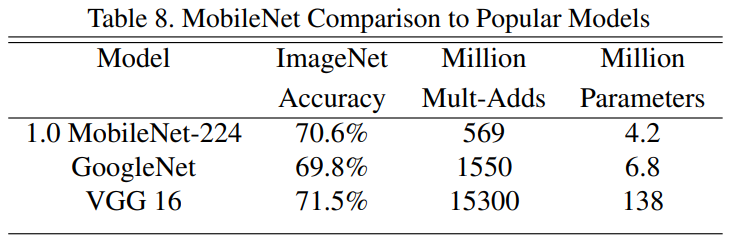 Table 8. MobileNet Comparison to Popular Models
Model ImageNet Million Million
Accuracy Mult-Adds Parameters
1.0 MobileNet-224 70.6% 569 4.2
GoogleNet 69.8% 1550 6.8
VGG 16 71.5% 15300 138